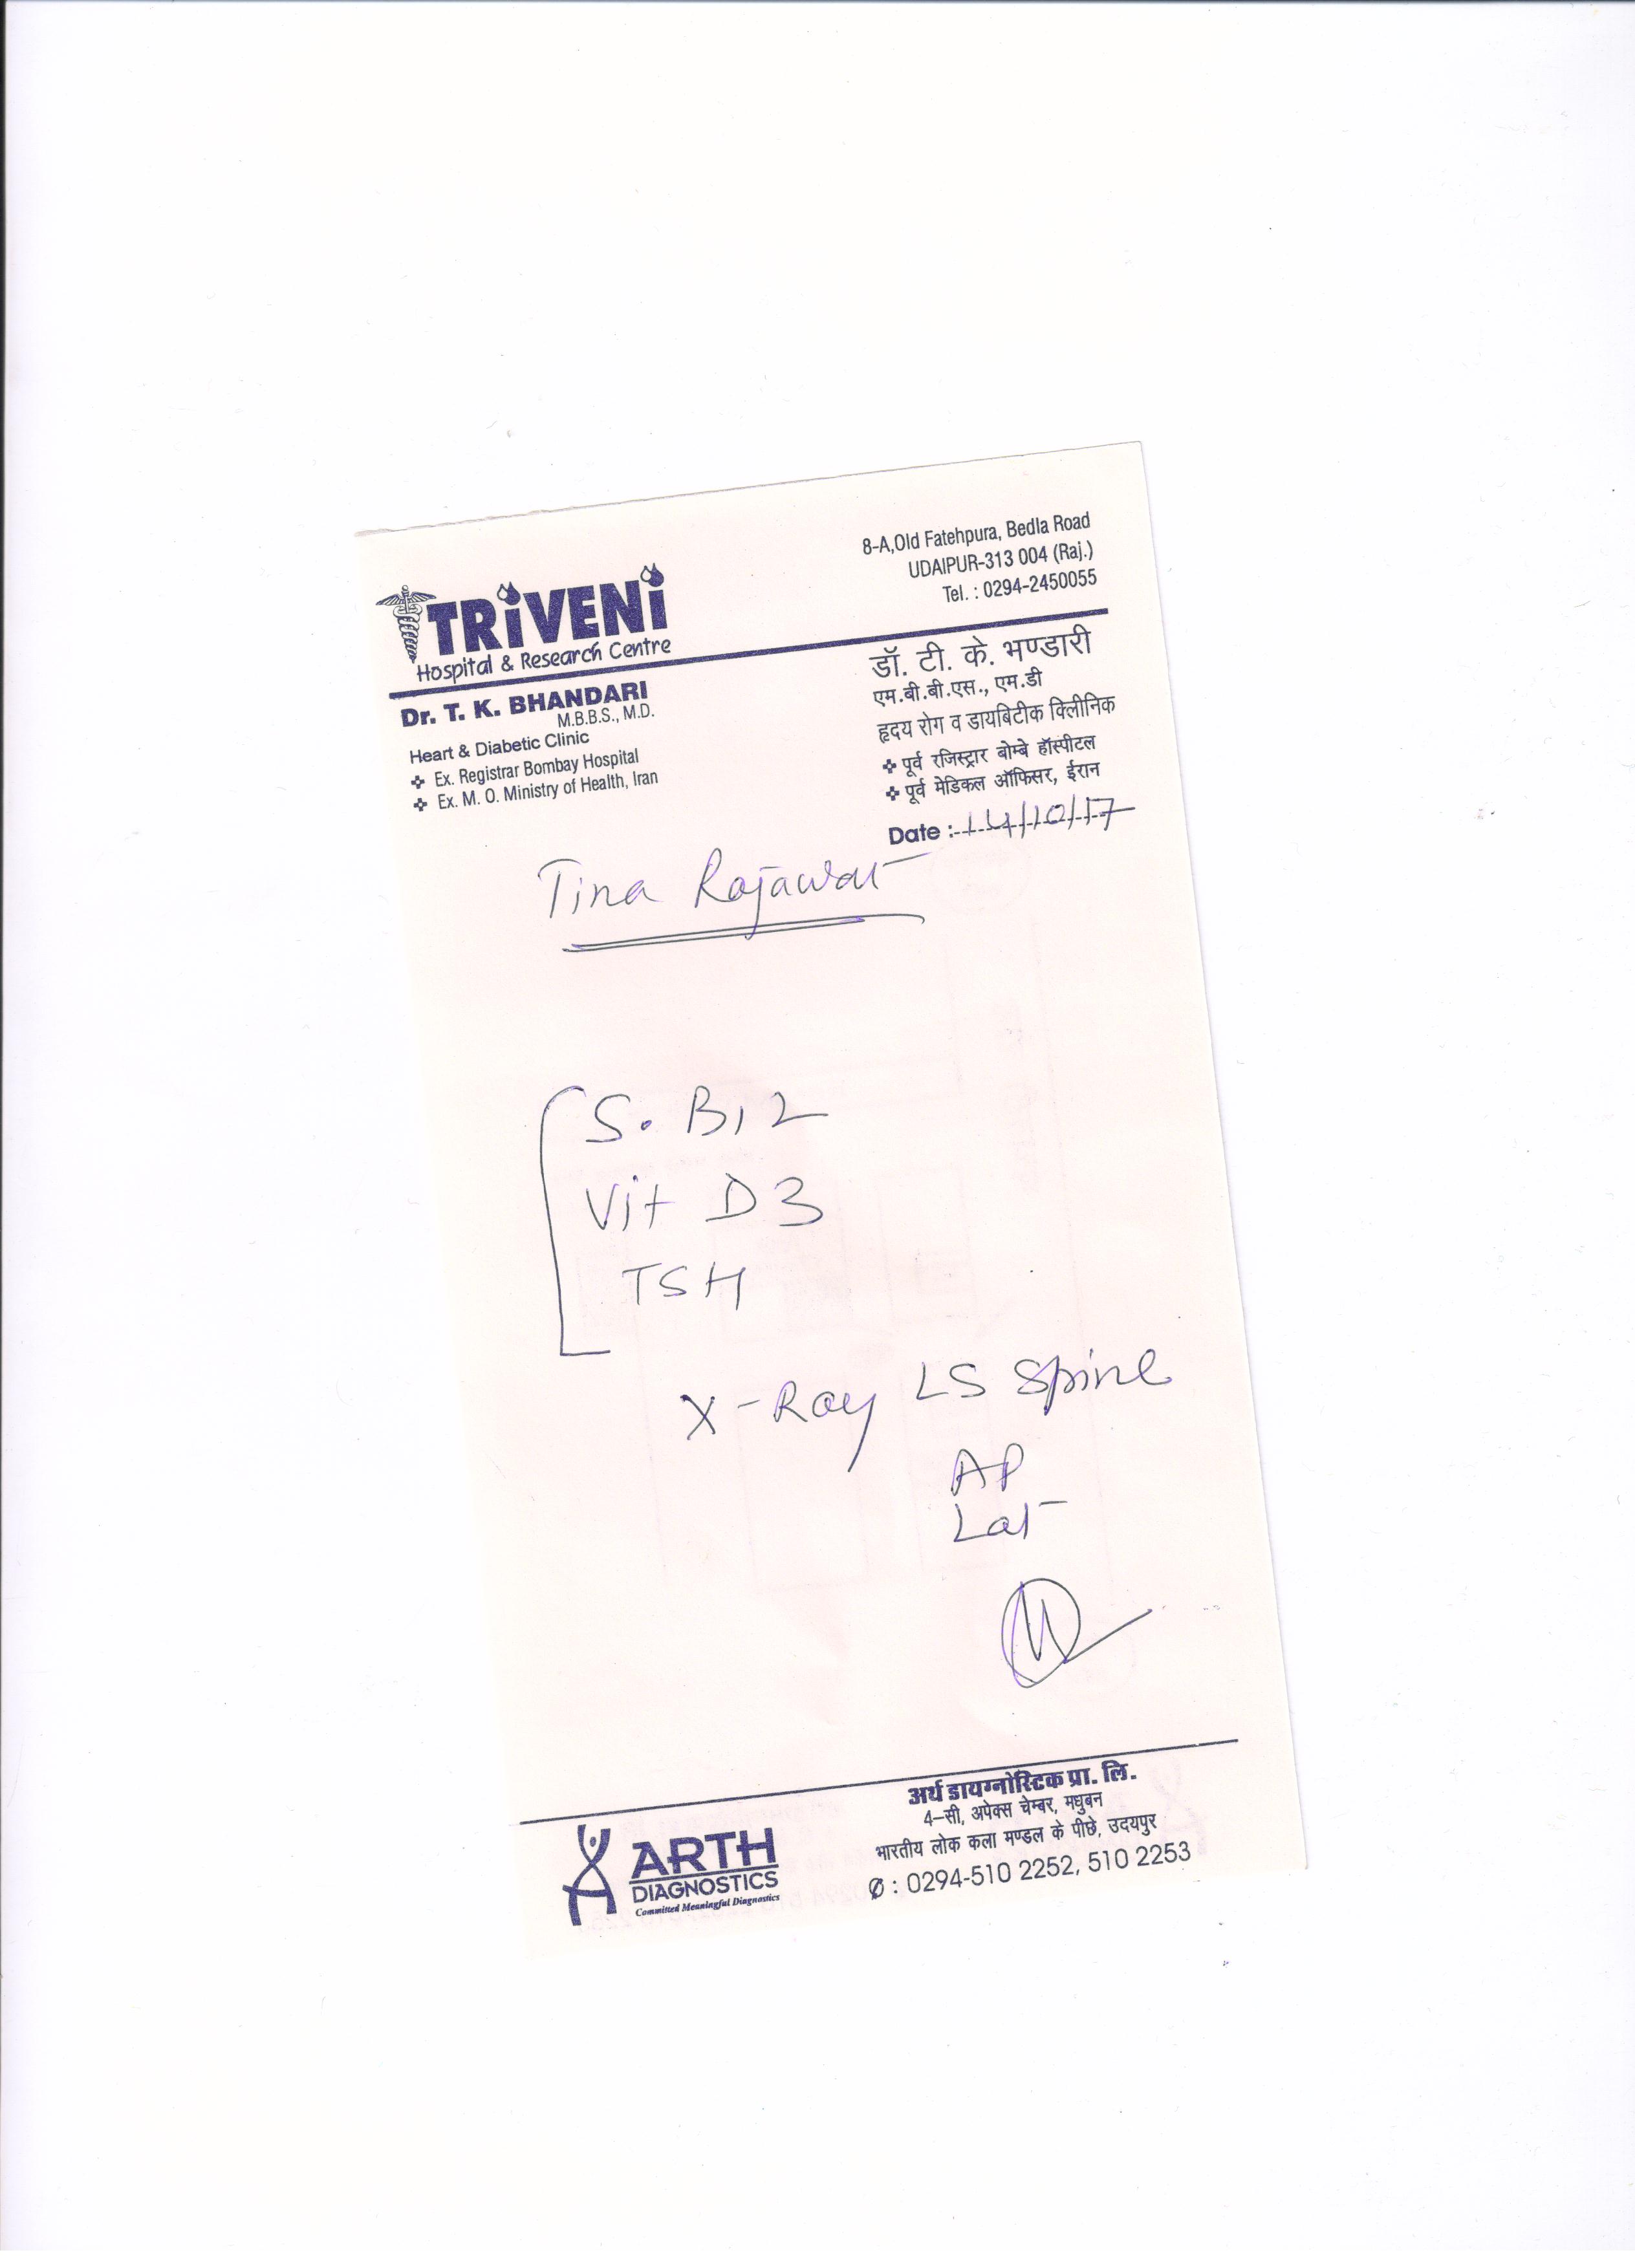 TRiVENi
Hospital & Research Centre
8-A,Old Fatehpura, Bedla Road
UDAIPUR-313 004 (Raj.)
Tel. : 0294-2450055
Dr. T. K. BHANDARI
M.B.B.S., M.D.
Heart & Diabetic Clinic
❖ Ex. Registrar Bombay Hospital
❖ Ex. M. O. Ministry of Health, Iran
डॉ. टी. के. भण्डारी
एम.बी.बी.एस., एम.डी
हृदय रोग व डायबिटीक क्लिीनिक
❖ पूर्व रजिस्ट्रार बोम्बे हॉस्पीटल
❖ पूर्व मेडिकल ऑफिसर, ईरान
Date :- 14/10/17
Tina Rajawat
S. B12
Vit D3
TSH
X-Ray LS Spine
AP
Lat
ARTH
DIAGNOSTICS
Committed Meaningful Diagnostics
अर्थ डायग्नोस्टिक प्रा. लि.
4-सी, अपेक्स चेम्बर, मधुबन
भारतीय लोक कला मण्डल के पीछे, उदयपुर
✆ : 0294-510 2252, 510 2253